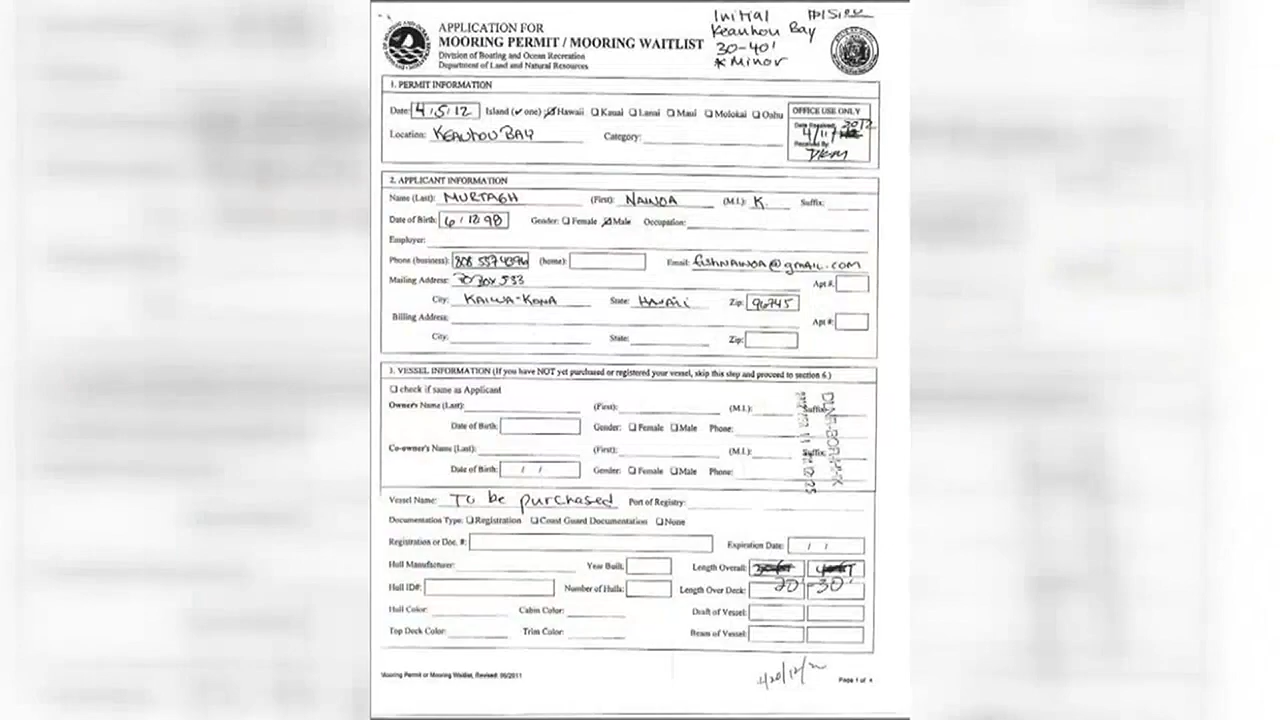 Initial
Keauhou Bay
30-40'
* Minor
APPLICATION FOR
MOORING PERMIT / MOORING WAITLIST
Division of Boating and Ocean Recreation
Department of Land and Natural Resources
1. PERMIT INFORMATION
Date: 4/5/12 Island (✓ one) Hawaii Kauai Lanai Maui Molokai Oahu
OFFICE USE ONLY
Date Received: 4/11 2012
Location: KEAUHOU BAY Category:
Received By:
2. APPLICANT INFORMATION
Name (Last): MURTAGH (First): NAINOA (M.I.): K. Suffix:
Date of Birth: 6/12/98 Gender: Female Male Occupation:
Employer:
Phone (business): 808 (home): Email: fishnainoa@gmail.com
Mailing Address: PO Box 533 Apt #:
City: KAILUA-KONA State: HAWAII Zip: 96745
Billing Address: Apt #:
City: State: Zip:
3. VESSEL INFORMATION (If you have NOT yet purchased or registered your vessel, skip this step and proceed to section 6.)
check if same as Applicant
Owner's Name (Last): (First): (M.I.): Suffix:
Date of Birth: Gender: Female Male Phone:
Co-owner's Name (Last): (First): (M.I.): Suffix:
Date of Birth: / / Gender: Female Male Phone:
Vessel Name: To be purchased Port of Registry:
Documentation Type: Registration Coast Guard Documentation None
Registration or Doc. #: Expiration Date: / /
Hull Manufacturer: Year Built: Length Overall:
Hull ID#: Number of Hulls: Length Over Deck: 20'-30'
Hull Color: Cabin Color: Draft of Vessel:
Top Deck Color: Trim Color: Beam of Vessel:
Mooring Permit or Mooring Waitlist, Revised: 06/2011
Page 1 of 4